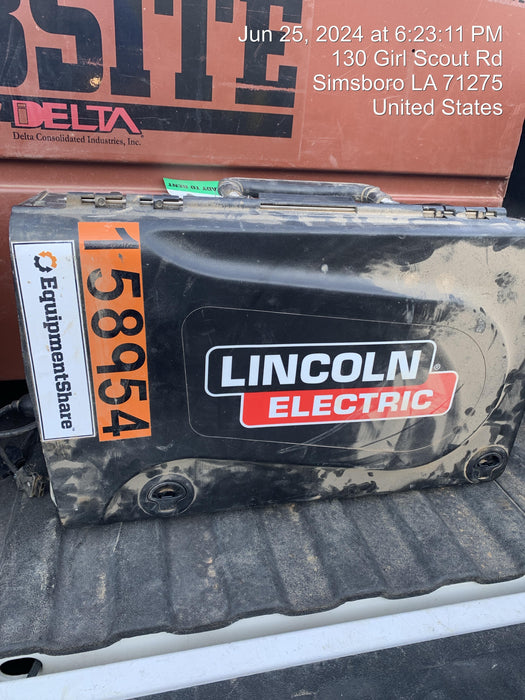 Jun 25, 2024 at 6:23:11 PM
130 Girl Scout Rd
Simsboro LA 71275
United States
BSITE
DELTA
Delta Consolidated Industries, Inc.
EquipmentShare
158954
LINCOLN®
ELECTRIC